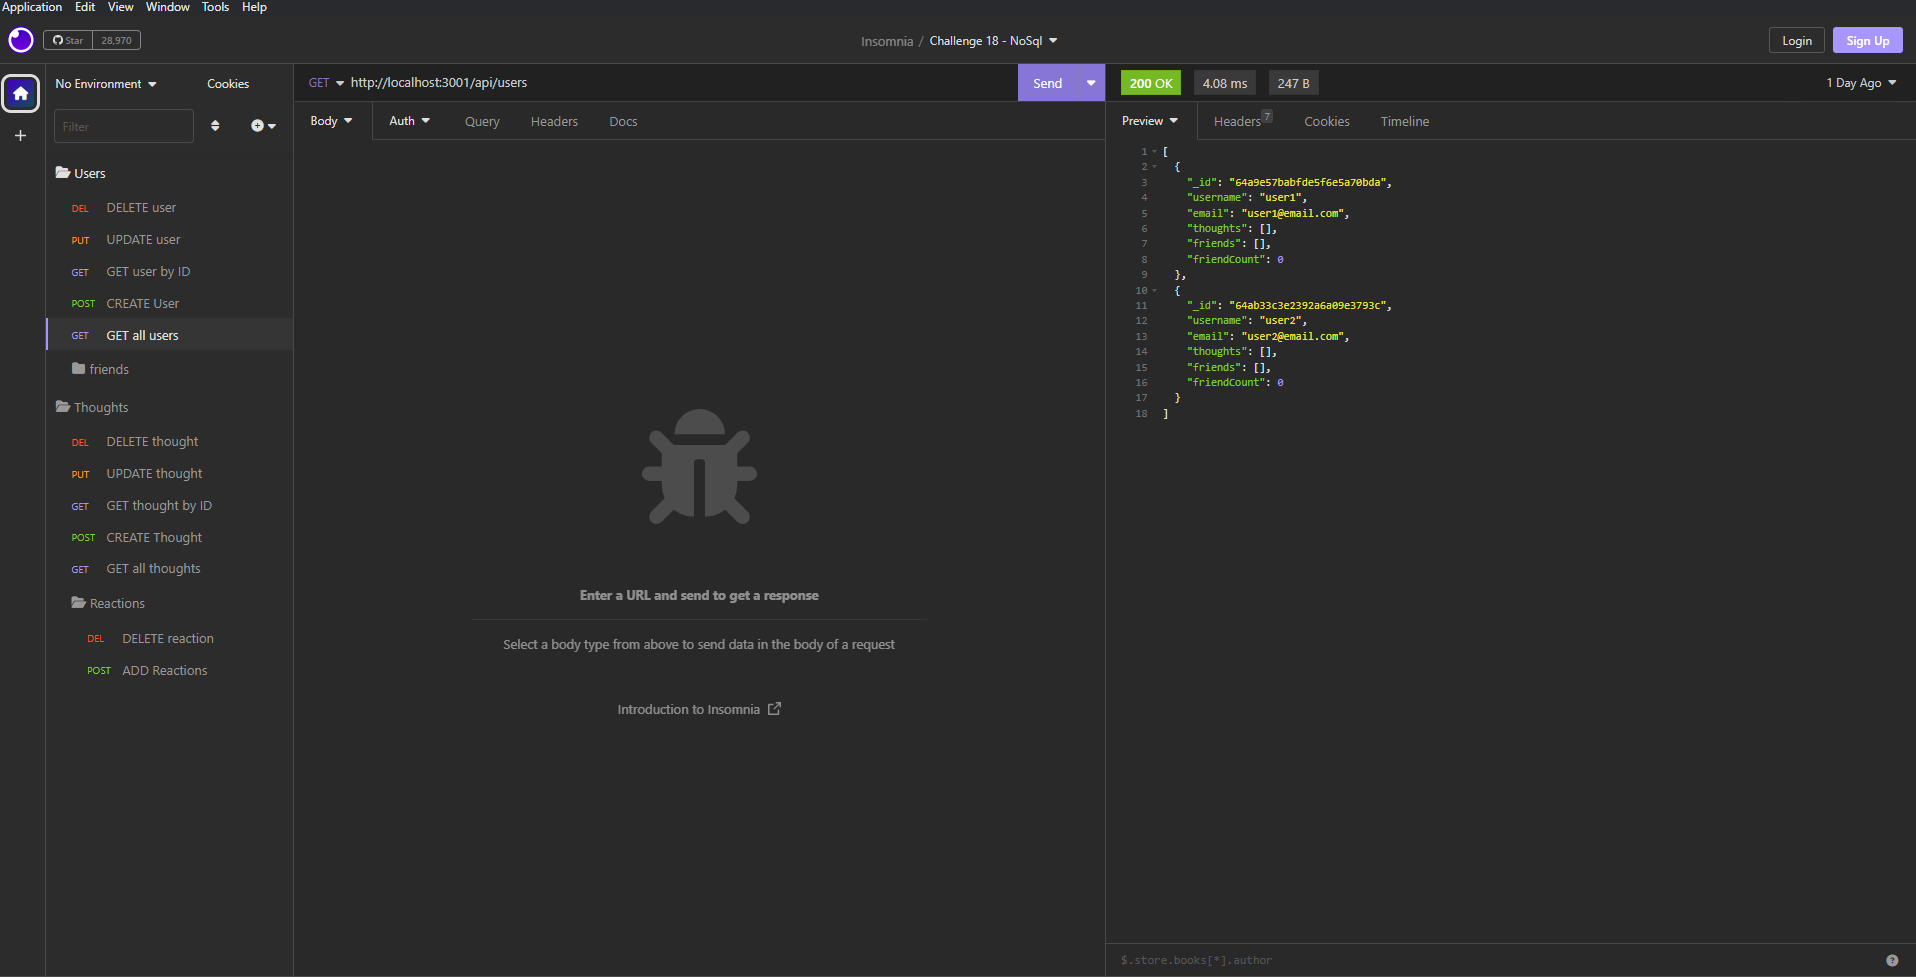 Application Edit View Window Tools Help
Star 28,970
Insomnia / Challenge 18 - NoSql
Login Sign Up
No Environment Cookies
Filter
Users
DEL DELETE user
PUT UPDATE user
GET GET user by ID
POST CREATE User
GET GET all users
friends
Thoughts
DEL DELETE thought
PUT UPDATE thought
GET GET thought by ID
POST CREATE Thought
GET GET all thoughts
Reactions
DEL DELETE reaction
POST ADD Reactions
GET http://localhost:3001/api/users Send
Body Auth Query Headers Docs
Enter a URL and send to get a response
Select a body type from above to send data in the body of a request
Introduction to Insomnia
200 OK 4.08 ms 247 B 1 Day Ago
Preview Headers 7 Cookies Timeline
1 [
2 {
3 "_id": "64a9e57babfde5f6e5a70bda",
4 "username": "user1",
5 "email": "user1@email.com",
6 "thoughts": [],
7 "friends": [],
8 "friendCount": 0
9 },
10 {
11 "_id": "64ab33c3e2392a6a09e3793c",
12 "username": "user2",
13 "email": "user2@email.com",
14 "thoughts": [],
15 "friends": [],
16 "friendCount": 0
17 }
18 ]
$.store.books[*].author ?